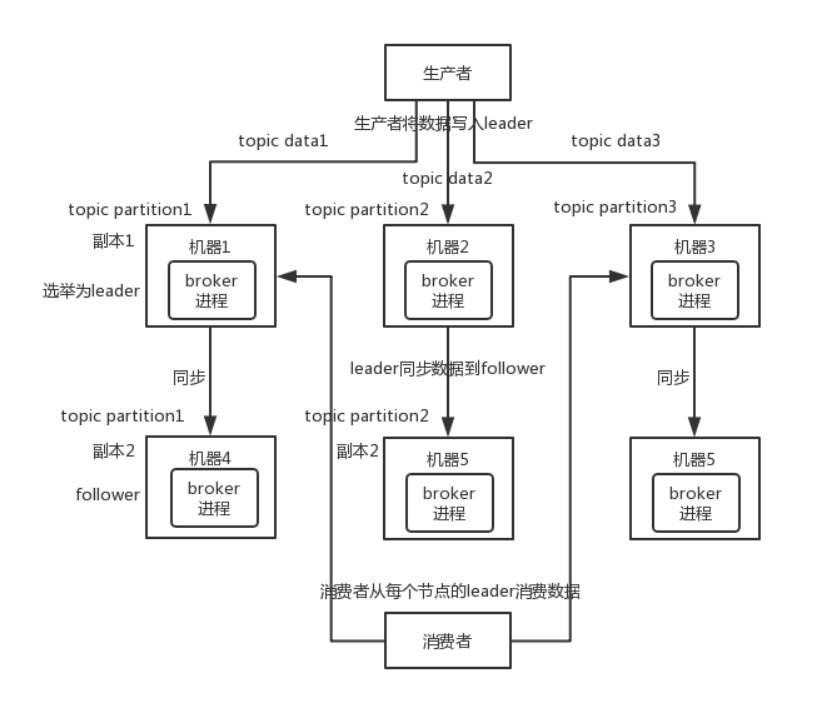 生产者
生产者将数据写入leader
topic data1
topic data3
topic data2
topic partition1
topic partition2
topic partition3
副本1
机器1
机器2
机器3
选举为leader
broker
进程
broker
进程
broker
进程
leader同步数据到follower
同步
同步
topic partition1
topic partition2
副本2
副本2
机器4
机器5
机器5
follower
broker
进程
broker
进程
broker
进程
消费者从每个节点的leader消费数据
消费者